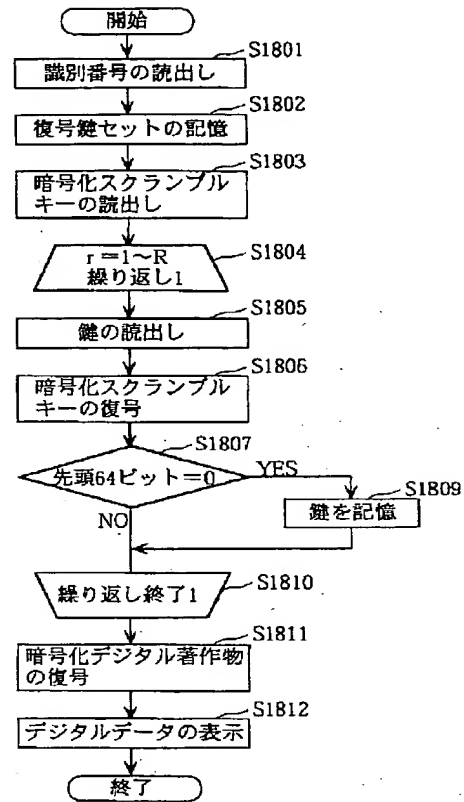 開始
S1801
識別番号の読出し
S1802
復号鍵セットの記憶
S1803
暗号化スクランブル
キーの読出し
S1804
r=1~R
繰り返し1
S1805
鍵の読出し
S1806
暗号化スクランブル
キーの復号
S1807
先頭64ビット=0
YES
S1809
鍵を記憶
NO
S1810
繰り返し終了1
S1811
暗号化デジタル著作物
の復号
S1812
デジタルデータの表示
終了